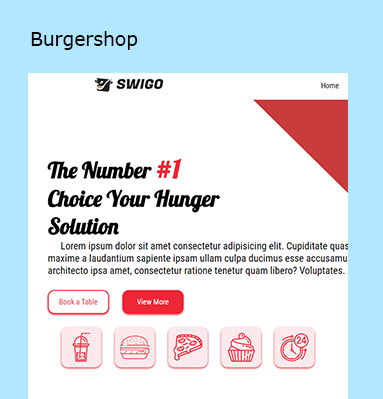 Burgershop
SWIGO
Home
The Number #1
Choice Your Hunger
Solution
Lorem ipsum dolor sit amet consectetur adipisicing elit. Cupiditate quas
maxime a laudantium sapiente ipsam ullam culpa ducimus esse accusamu
architecto ipsa amet, consectetur ratione tenetur quam libero? Voluptates.
Book a Table
View More
24